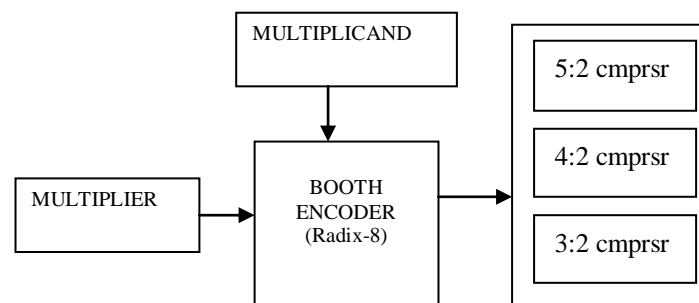 MULTIPLICAND
MULTIPLIER
BOOTH
ENCODER
(Radix-8)
5:2 cmprsr
4:2 cmprsr
3:2 cmprsr